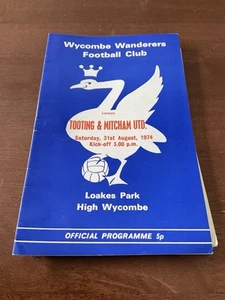 Wycombe Wanderers
Football Club
versus
TOOTING & MITCHAM UTD.
Saturday, 31st August, 1974
Kick-off 3.00 p.m.
Loakes Park
High Wycombe
OFFICIAL PROGRAMME 5p